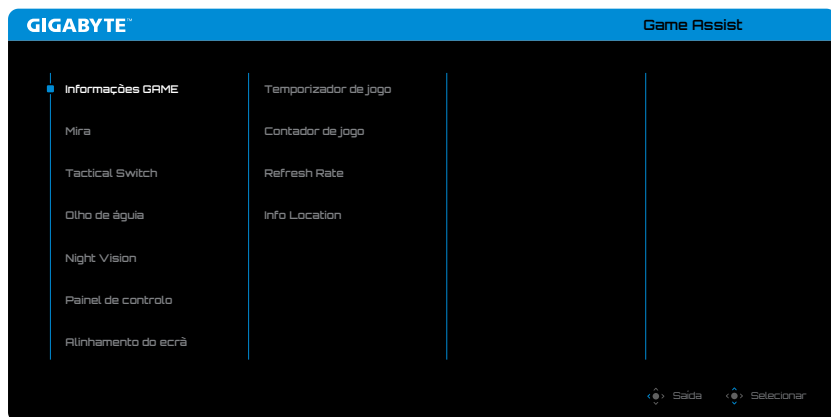 GIGABYTE™
Game Assist
Informações GAME
Mira
Tactical Switch
Olho de águia
Night Vision
Painel de controlo
Alinhamento do ecrã
Temporizador de jogo
Contador de jogo
Refresh Rate
Info Location
Saída
Selecionar